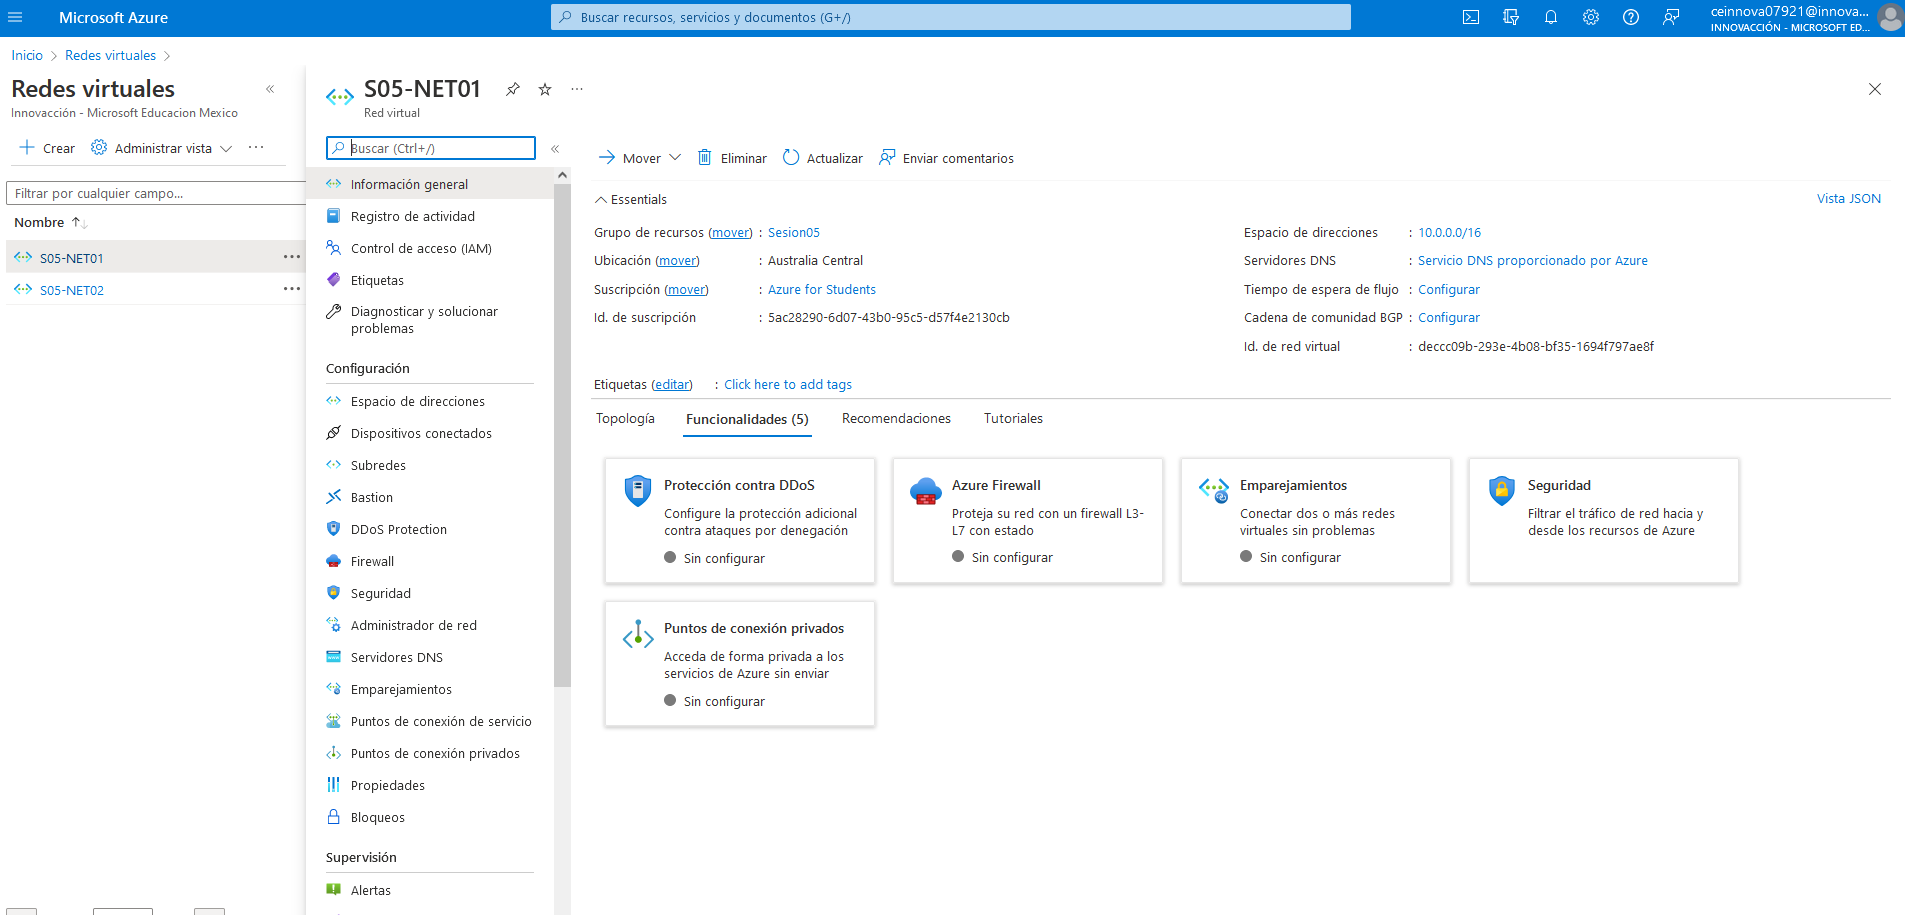 Microsoft Azure
Buscar recursos, servicios y documentos (G+/)
ceinnova07921@innova...
INNOVACCIÓN - MICROSOFT ED...
Inicio > Redes virtuales >
Redes virtuales
Innovacción - Microsoft Educacion Mexico
Crear
Administrar vista
Filtrar por cualquier campo...
Nombre
S05-NET01
S05-NET02
S05-NET01
Red virtual
Buscar (Ctrl+/)
Información general
Registro de actividad
Control de acceso (IAM)
Etiquetas
Diagnosticar y solucionar
problemas
Configuración
Espacio de direcciones
Dispositivos conectados
Subredes
Bastion
DDoS Protection
Firewall
Seguridad
Administrador de red
Servidores DNS
Emparejamientos
Puntos de conexión de servicio
Puntos de conexión privados
Propiedades
Bloqueos
Supervisión
Alertas
Mover
Eliminar
Actualizar
Enviar comentarios
Essentials
Vista JSON
Grupo de recursos (mover) : Sesion05
Ubicación (mover) : Australia Central
Suscripción (mover) : Azure for Students
Id. de suscripción : 5ac28290-6d07-43b0-95c5-d57f4e2130cb
Espacio de direcciones : 10.0.0.0/16
Servidores DNS : Servicio DNS proporcionado por Azure
Tiempo de espera de flujo : Configurar
Cadena de comunidad BGP : Configurar
Id. de red virtual : deccc09b-293e-4b08-bf35-1694f797ae8f
Etiquetas (editar) : Click here to add tags
Topología
Funcionalidades (5)
Recomendaciones
Tutoriales
Protección contra DDoS
Configure la protección adicional
contra ataques por denegación
Sin configurar
Azure Firewall
Proteja su red con un firewall L3-
L7 con estado
Sin configurar
Emparejamientos
Conectar dos o más redes
virtuales sin problemas
Sin configurar
Seguridad
Filtrar el tráfico de red hacia y
desde los recursos de Azure
Puntos de conexión privados
Acceda de forma privada a los
servicios de Azure sin enviar
Sin configurar